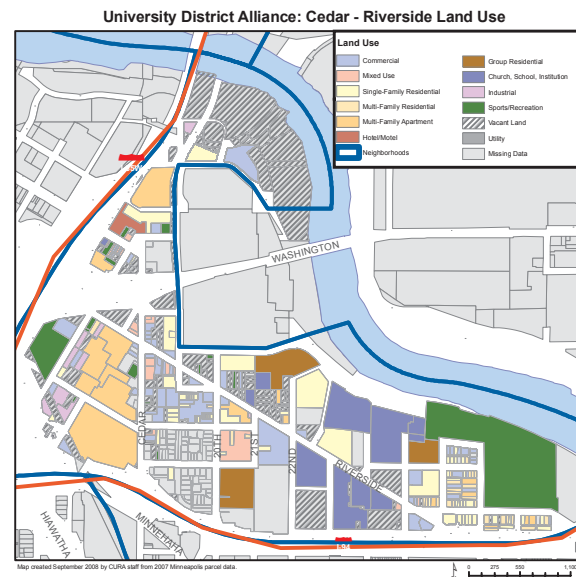 University District Alliance: Cedar - Riverside Land Use
Land Use
Commercial
Mixed Use
Single-Family Residential
Multi-Family Residential
Multi-Family Apartment
Hotel/Motel
Neighborhoods
Group Residential
Church, School, Institution
Industrial
Sports/Recreation
Vacant Land
Utility
Missing Data
WASHINGTON
CEDAR
20TH
21ST
22ND
RIVERSIDE
HIAWATHA
MINNEHAHA
I-94
Map created September 2008 by CURA staff from 2007 Minneapolis parcel data.
0 275 550 1,100